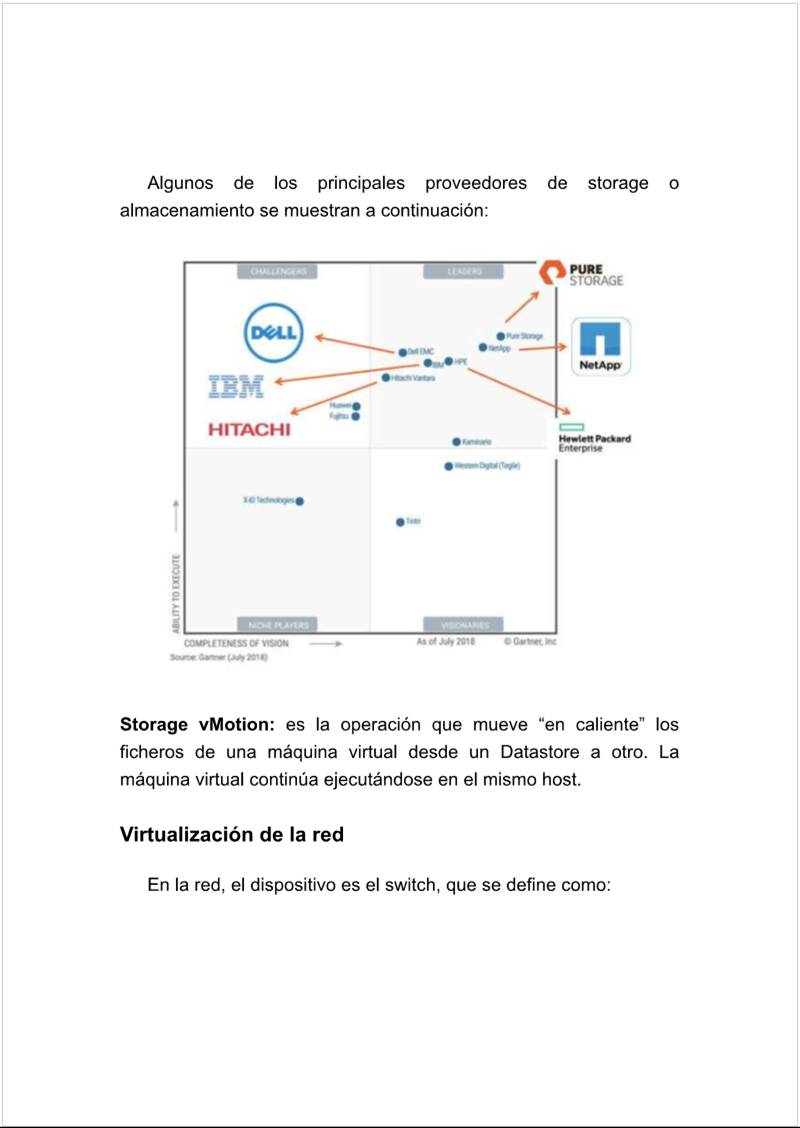 Algunos de los principales proveedores de storage o
almacenamiento se muestran a continuación:
CHALLENGERS
LEADERS
PURE
STORAGE
DELL
Pure Storage
NetApp
Dell EMC
IBM
HPE
NetApp
IBM
Hitachi Vantara
Huawei
Fujitsu
HITACHI
Hewlett Packard
Enterprise
Kaminario
Western Digital (Tegile)
X-IO Technologies
Tintri
ABILITY TO EXECUTE
NICHE PLAYERS
VISIONARIES
COMPLETENESS OF VISION
As of July 2018
© Gartner, Inc
Source: Gartner (July 2018)
Storage vMotion: es la operación que mueve “en caliente” los
ficheros de una máquina virtual desde un Datastore a otro. La
máquina virtual continúa ejecutándose en el mismo host.
Virtualización de la red
En la red, el dispositivo es el switch, que se define como: